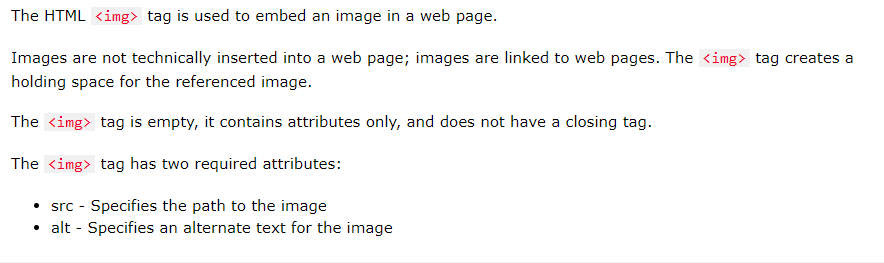 The HTML <img> tag is used to embed an image in a web page.
Images are not technically inserted into a web page; images are linked to web pages. The <img> tag creates a
holding space for the referenced image.
The <img> tag is empty, it contains attributes only, and does not have a closing tag.
The <img> tag has two required attributes:
• src - Specifies the path to the image
• alt - Specifies an alternate text for the image